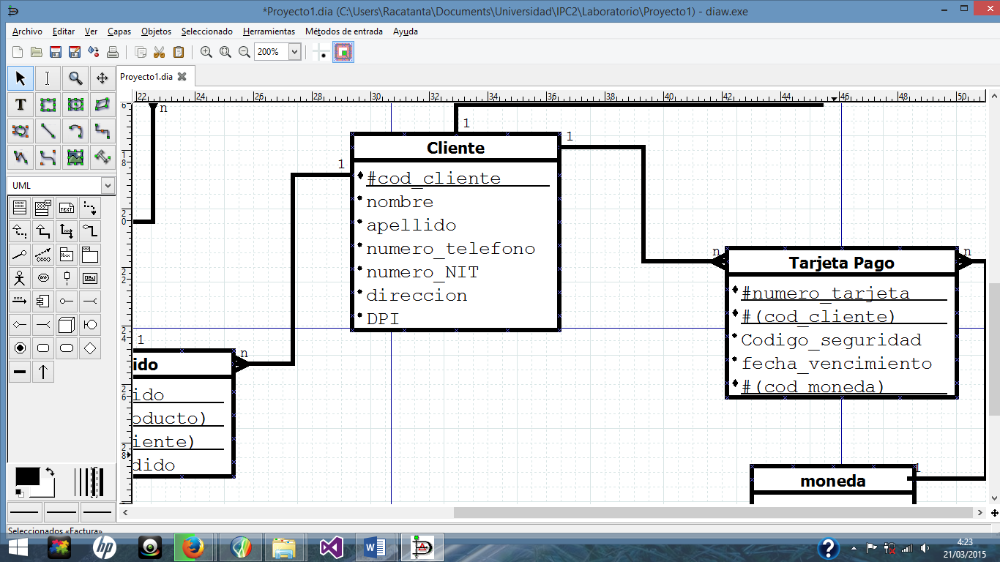 *Proyecto1.dia (C:\Users\Racatanta\Documents\Universidad\IPC2\Laboratorio\Proyecto1) - diaw.exe
Archivo Editar Ver Capas Objetos Seleccionado Herramientas Métodos de entrada Ayuda
200%
Proyecto1.dia
22 24 26 28 30 32 34 36 38 40 42 44 46 48 50
n
1
1
1
Cliente
#cod_cliente
nombre
apellido
numero_telefono
numero_NIT
direccion
DPI
UML
TEXT
OBJ
n
n
Tarjeta Pago
#numero_tarjeta
#(cod_cliente)
Codigo_seguridad
fecha_vencimiento
#(cod_moneda)
1
n
ido
ido
oducto)
iente)
dido
1
moneda
Seleccionados «Factura»
4:23
21/03/2015